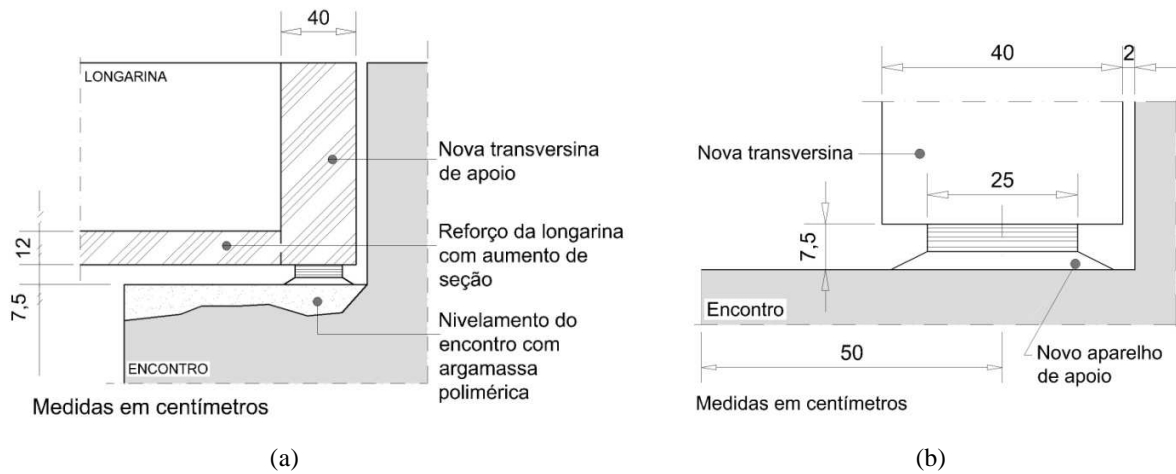 40
LONGARINA
Nova transversina
de apoio
12
Reforço da longarina
com aumento de
seção
7,5
Nivelamento do
encontro com
argamassa
polimérica
ENCONTRO
Medidas em centímetros
(a)
40
2
Nova transversina
25
7,5
Encontro
50
Novo aparelho
de apoio
Medidas em centímetros
(b)